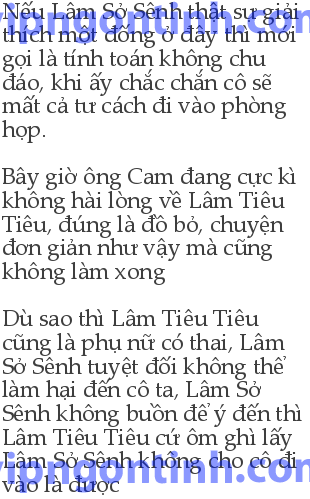 Nếu Lâm Sở Sênh thật sự giải
thích một đống ở đây thì mới
gọi là tính toán không chu
đáo, khi ấy chắc chắn cô sẽ
mất cả tư cách đi vào phòng
họp.
Bây giờ ông Cam đang cực kì
không hài lòng về Lâm Tiêu
Tiêu, đúng là đồ bỏ, chuyện
đơn giản như vậy mà cũng
không làm xong
Dù sao thì Lâm Tiêu Tiêu
cũng là phụ nữ có thai, Lâm
Sở Sênh tuyệt đối không thể
làm hại đến cô ta, Lâm Sở
Sênh không buồn để ý đến thì
Lâm Tiêu Tiêu cứ ôm ghì lấy
Lâm Sở Sênh không cho cô đi
vào là được
vipngontinh.com
vipngontinh.com